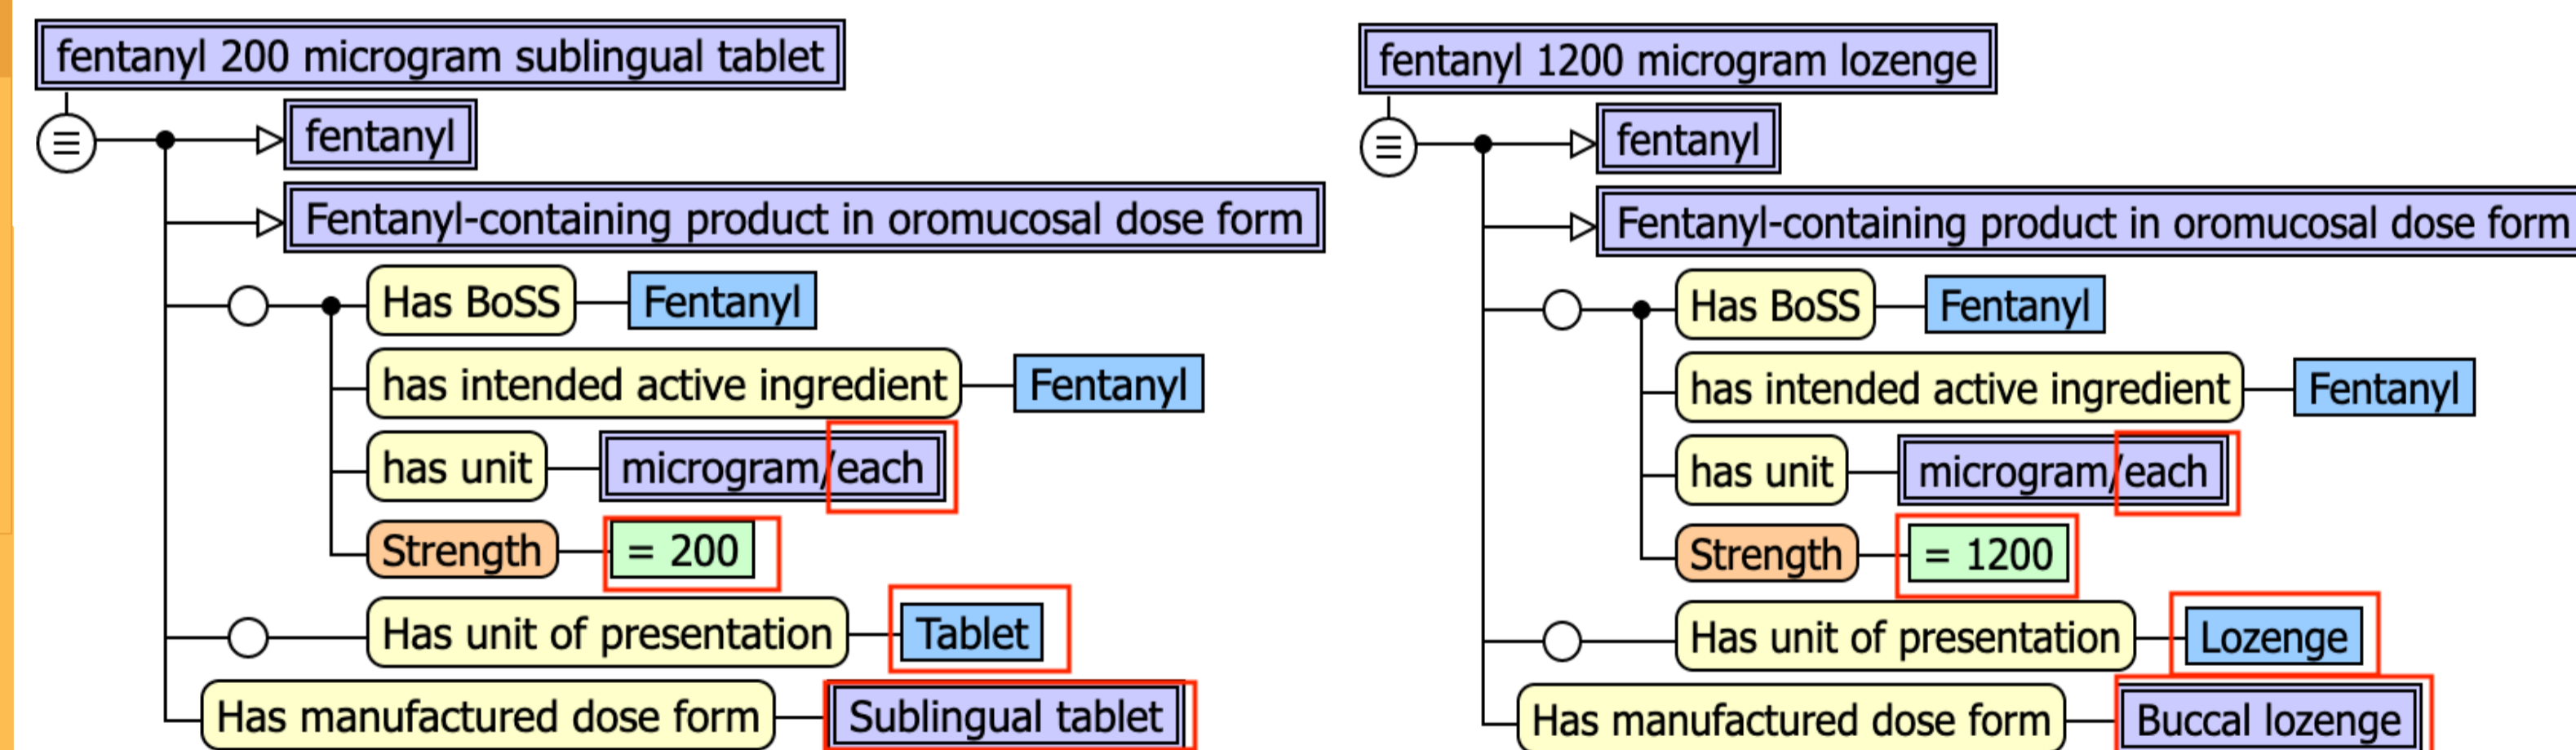 fentanyl 200 microgram sublingual tablet
fentanyl
Fentanyl-containing product in oromucosal dose form
Has BoSS Fentanyl
has intended active ingredient Fentanyl
has unit microgram/each
Strength = 200
Has unit of presentation Tablet
Has manufactured dose form Sublingual tablet
fentanyl 1200 microgram lozenge
fentanyl
Fentanyl-containing product in oromucosal dose form
Has BoSS Fentanyl
has intended active ingredient Fentanyl
has unit microgram/each
Strength = 1200
Has unit of presentation Lozenge
Has manufactured dose form Buccal lozenge